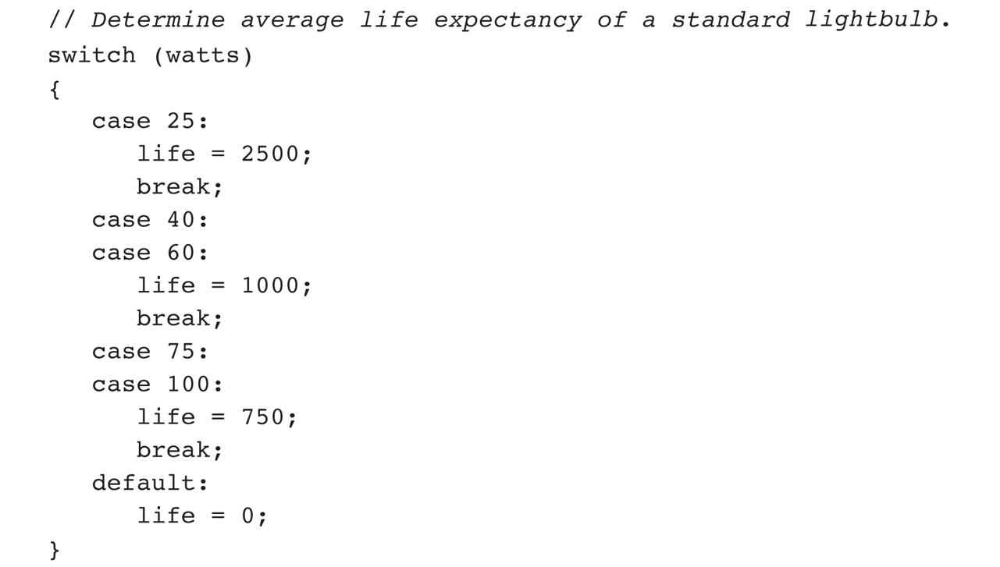 // Determine average life expectancy of a standard lightbulb.
switch (watts)
{
case 25:
life = 2500;
break;
case 40:
case 60:
life = 1000;
break;
case 75:
case 100:
life = 750;
break;
default:
life = 0;
}